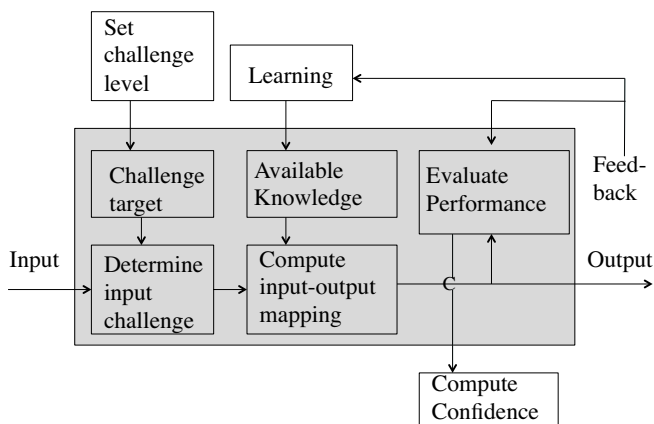 Set
challenge
level
Learning
Challenge
target
Available
Knowledge
Evaluate
Performance
Feed-
back
Input
Determine
input
challenge
Compute
input-output
mapping
C
Output
Compute
Confidence